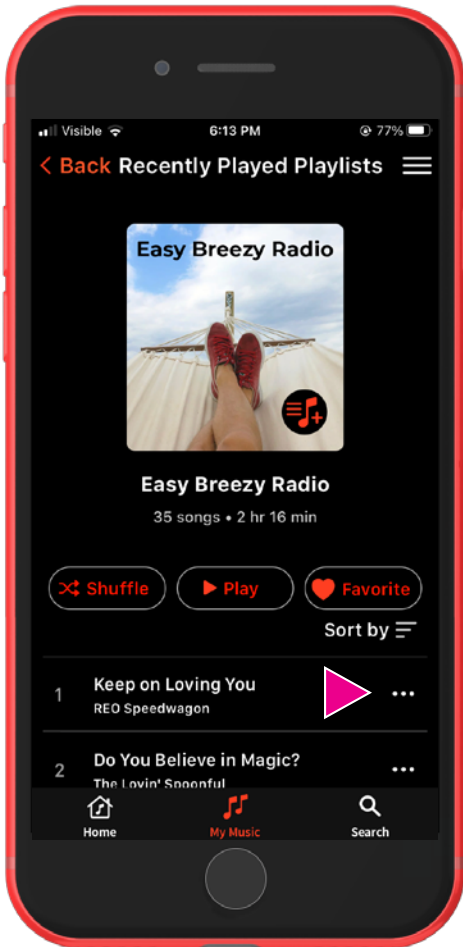 Visible 6:13 PM 77%
Back Recently Played Playlists
Easy Breezy Radio
Easy Breezy Radio
35 songs • 2 hr 16 min
Shuffle Play Favorite
Sort by
1 Keep on Loving You
REO Speedwagon
2 Do You Believe in Magic?
The Lovin' Spoonful
Home My Music Search